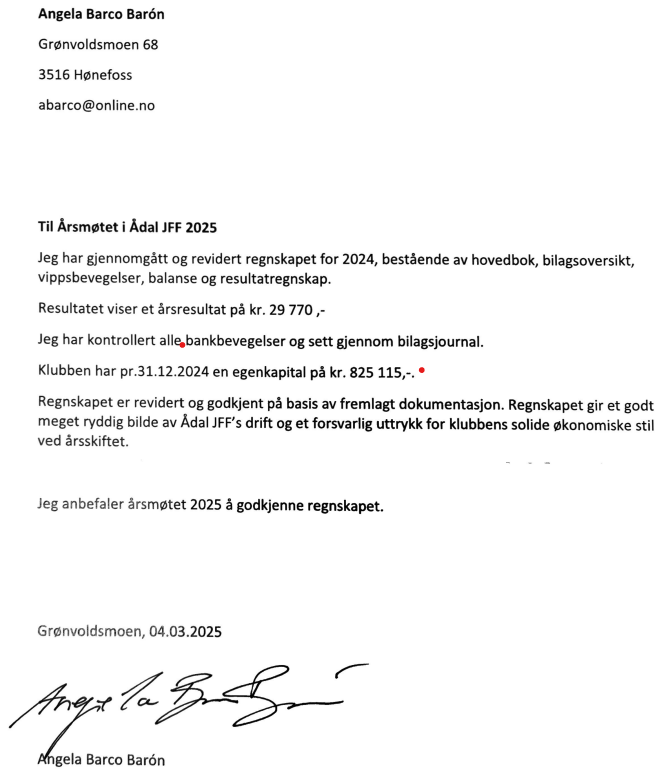 Angela Barco Barón
Grønvoldsmoen 68
3516 Hønefoss
abarco@online.no
Til Årsmøtet i Ådal JFF 2025
Jeg har gjennomgått og revidert regnskapet for 2024, bestående av hovedbok, bilagsoversikt,
vippsbevegelser, balanse og resultatregnskap.
Resultatet viser et årsresultat på kr. 29 770 ,-
Jeg har kontrollert alle bankbevegelser og sett gjennom bilagsjournal.
Klubben har pr.31.12.2024 en egenkapital på kr. 825 115,-.
Regnskapet er revidert og godkjent på basis av fremlagt dokumentasjon. Regnskapet gir et godt
meget ryddig bilde av Ådal JFF's drift og et forsvarlig uttrykk for klubbens solide økonomiske stil
ved årsskiftet.
Jeg anbefaler årsmøtet 2025 å godkjenne regnskapet.
Grønvoldsmoen, 04.03.2025
Angela Barco Barón